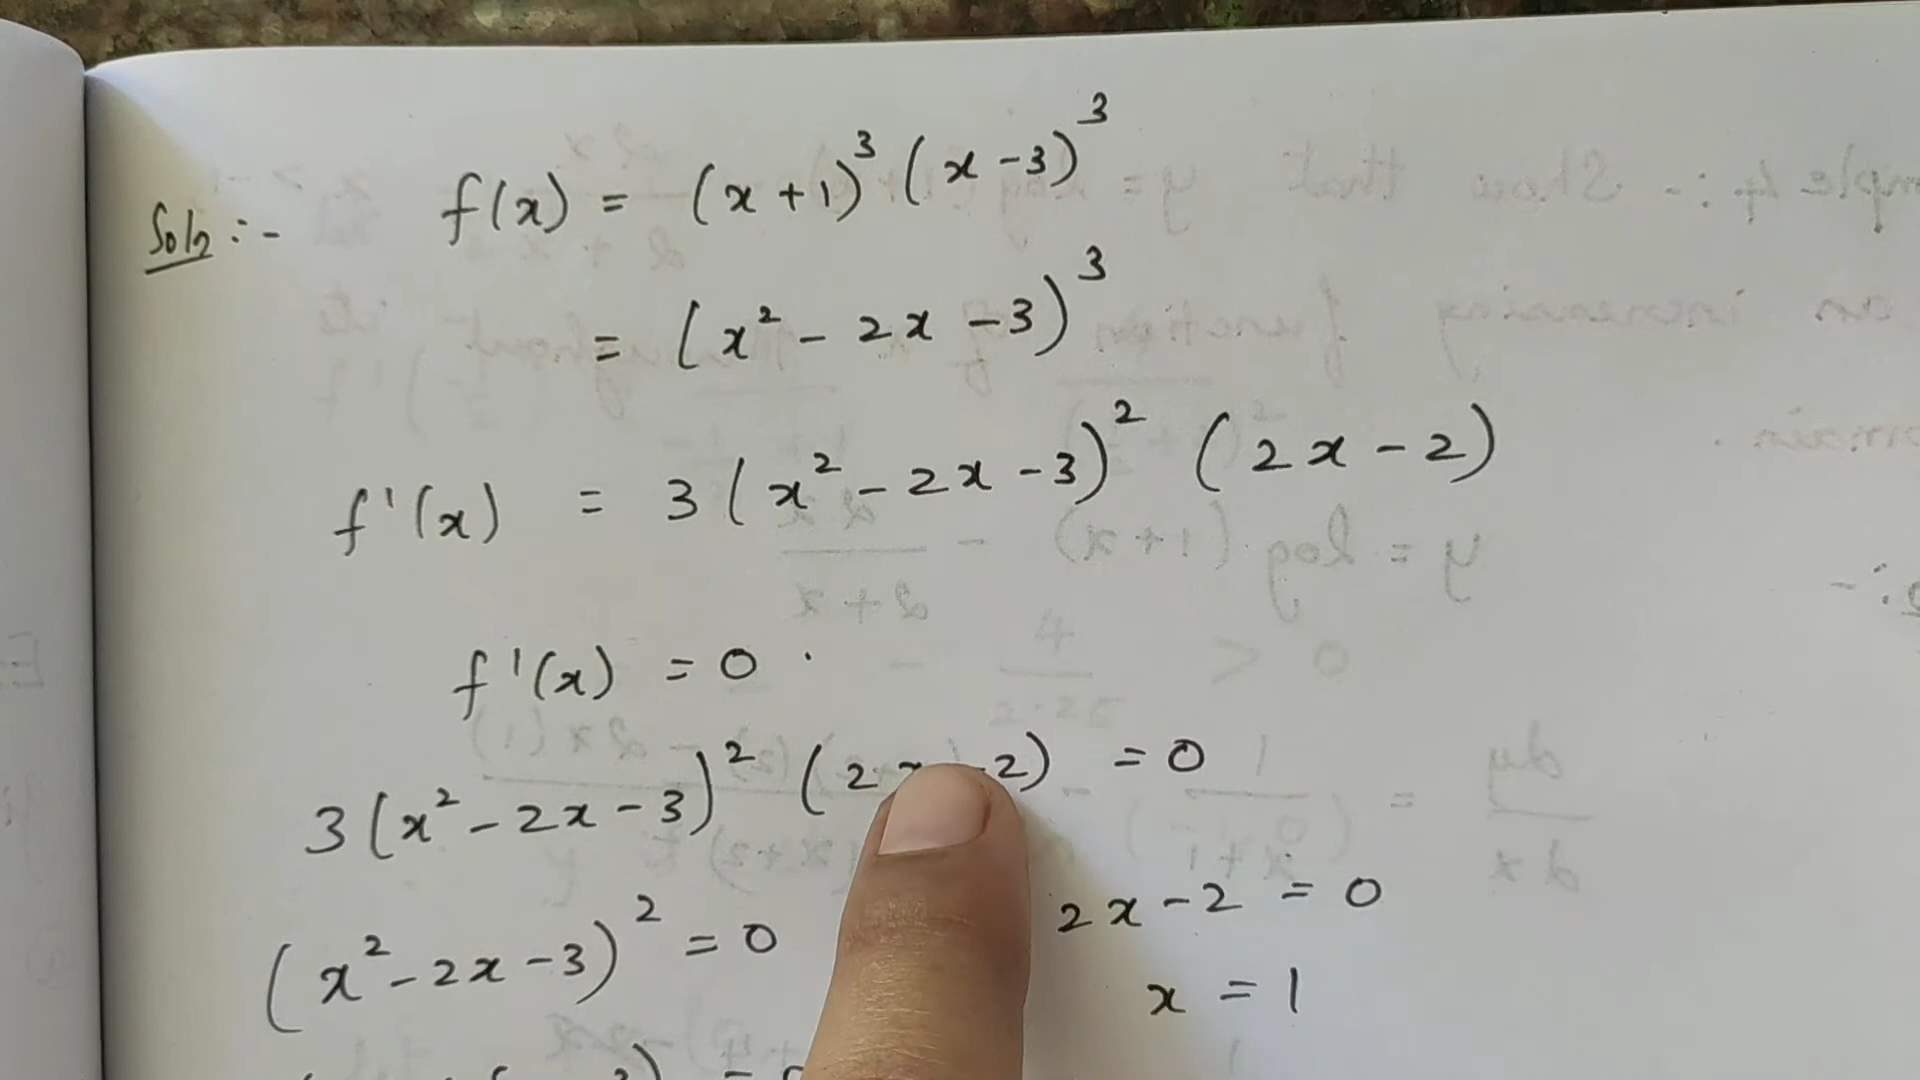 Soln :- f(x) = (x+1)³ (x-3)³
= (x² - 2x - 3)³
f'(x) = 3(x² - 2x - 3)² (2x - 2)
f'(x) = 0
3(x² - 2x - 3)² (2x - 2) = 0
(x² - 2x - 3)² = 0 2x - 2 = 0
x = 1